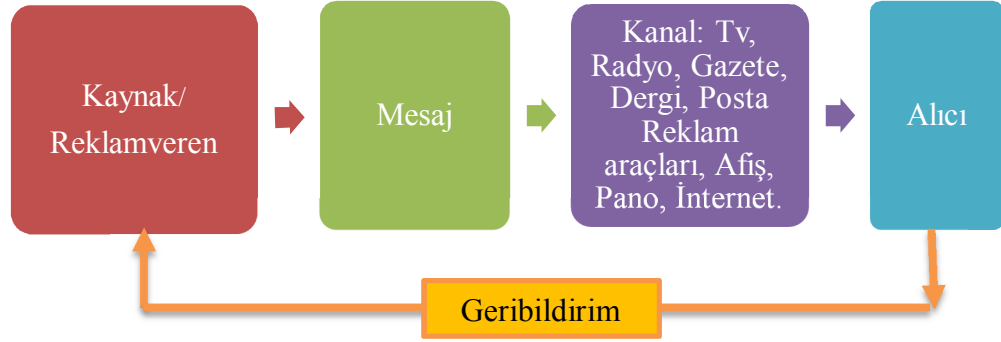 Kaynak/
Reklamveren
Mesaj
Kanal: Tv,
Radyo, Gazete,
Dergi, Posta
Reklam
araçları, Afiş,
Pano, İnternet.
Alıcı
Geribildirim